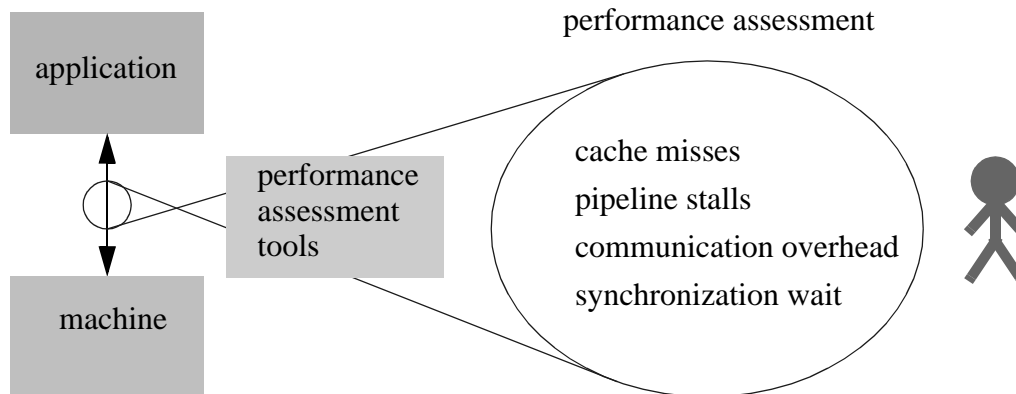 performance assessment
application
performance
assessment
tools
machine
cache misses
pipeline stalls
communication overhead
synchronization wait